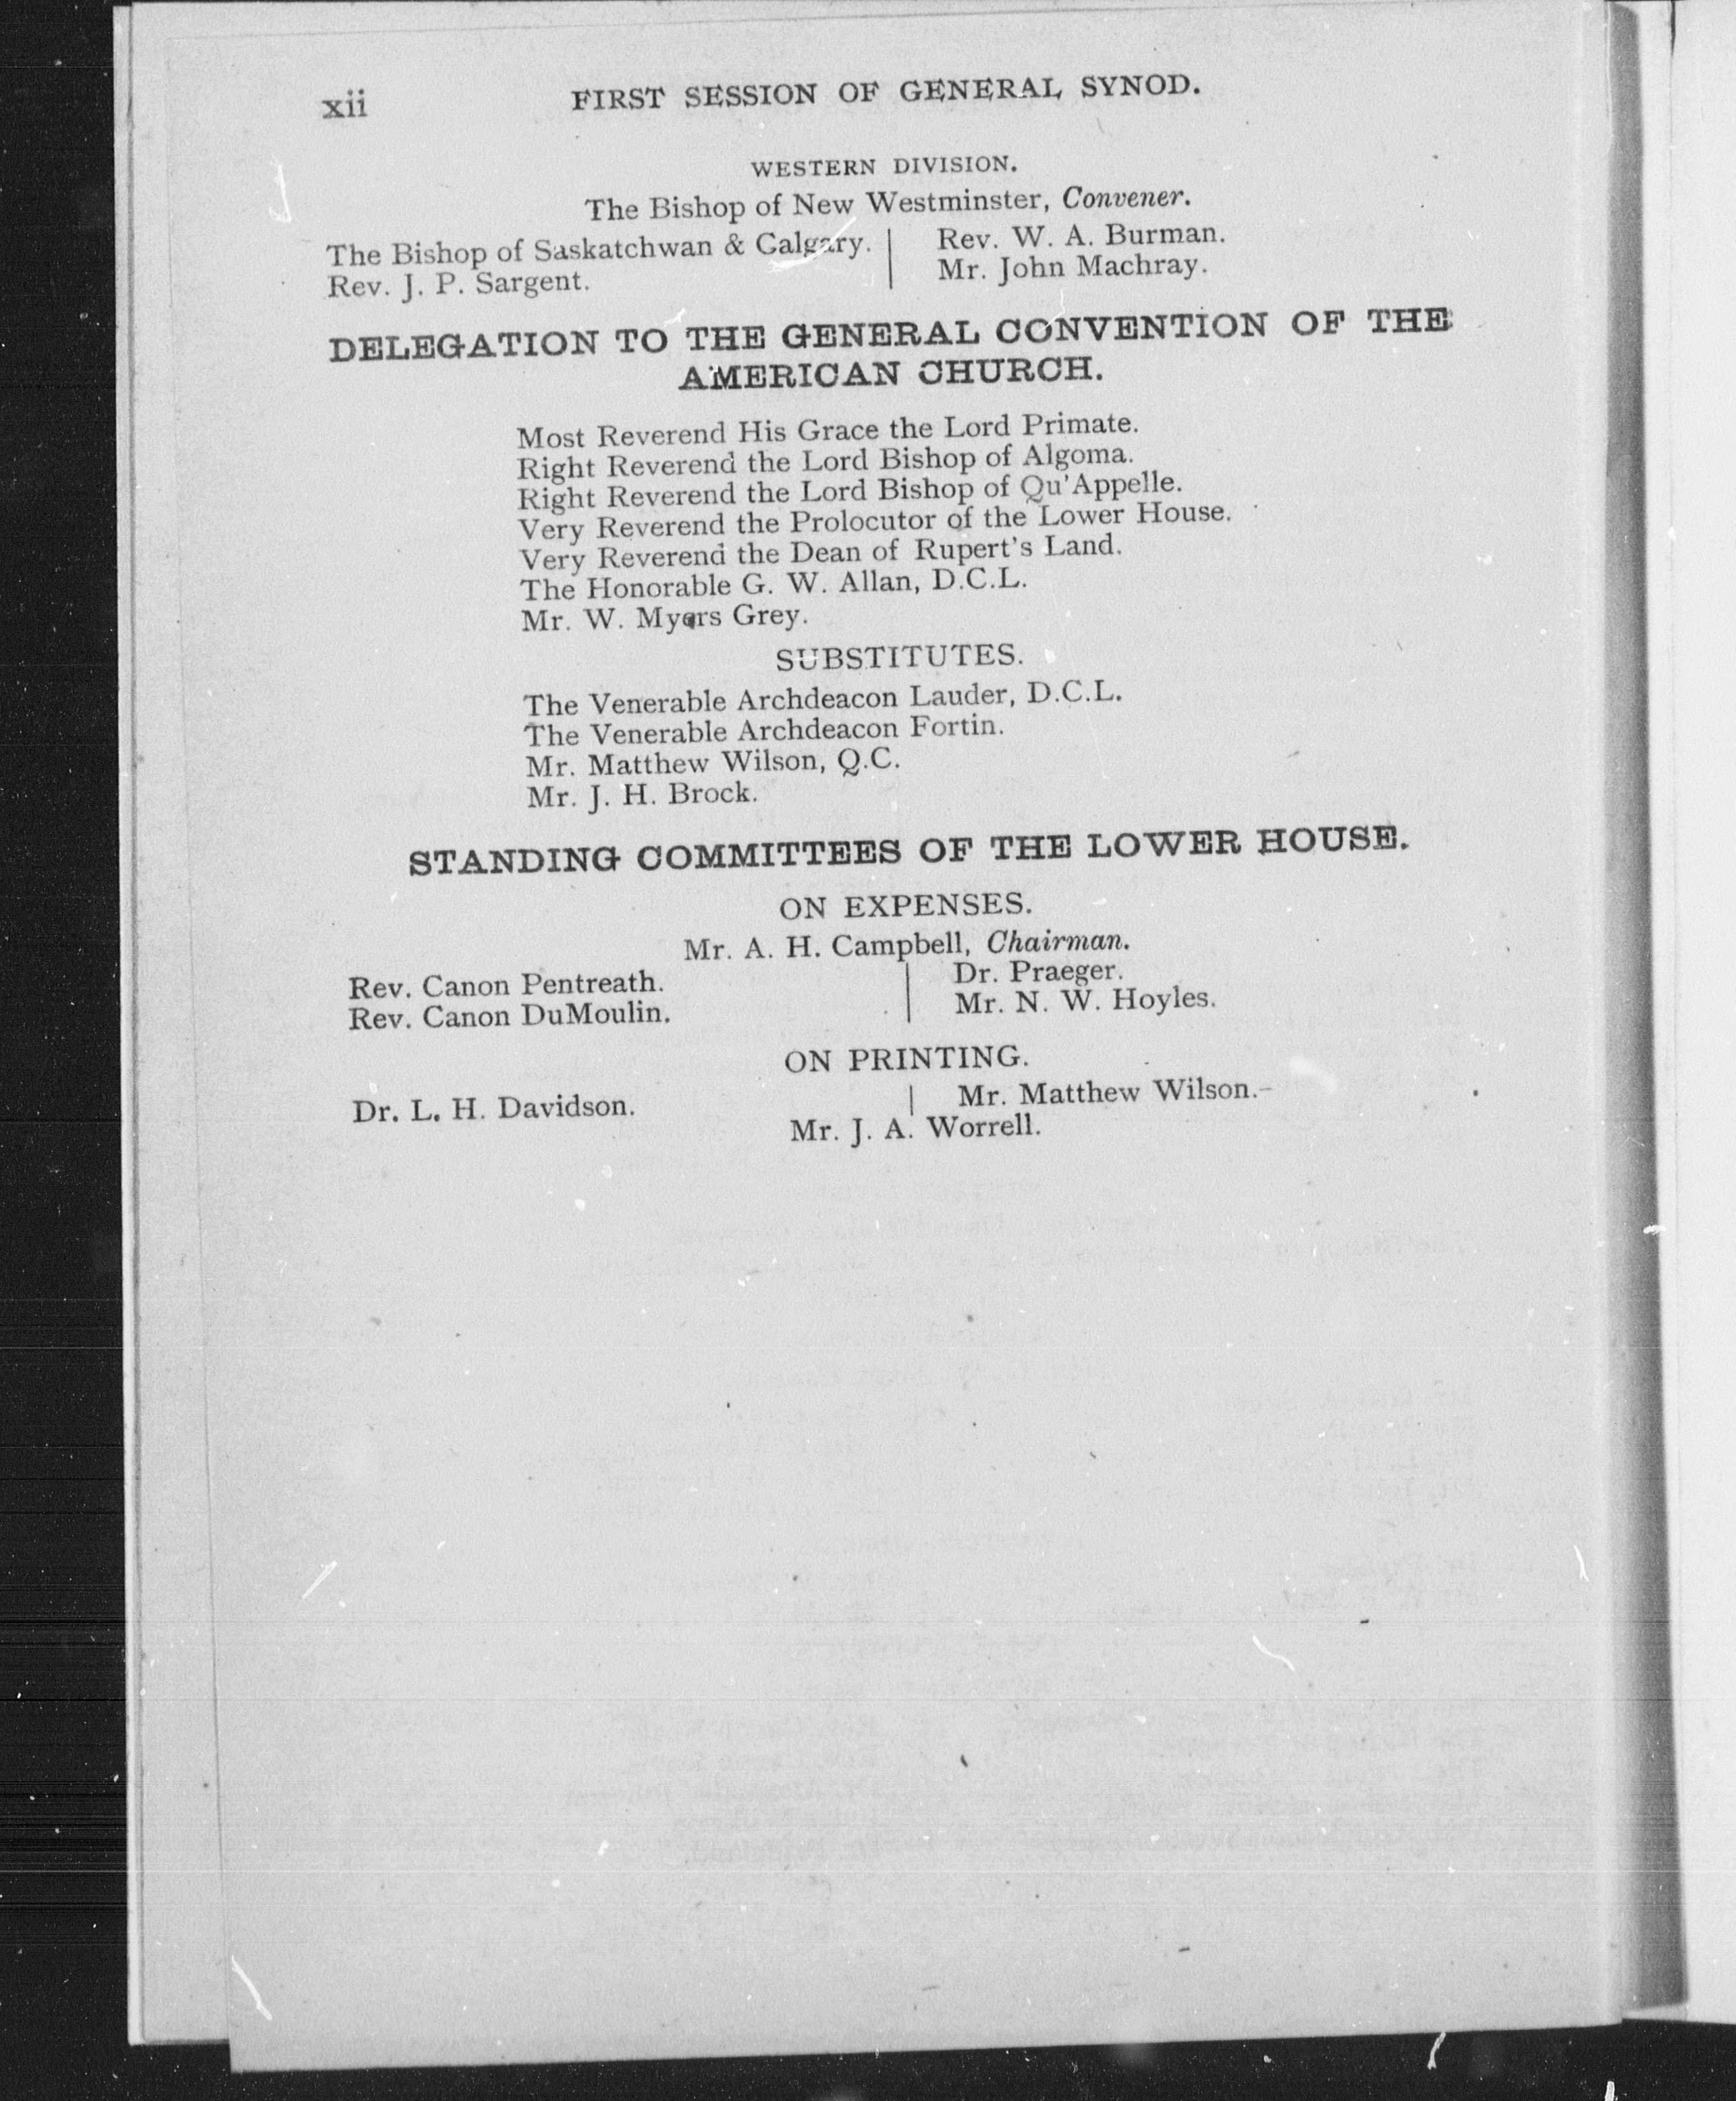 xii FIRST SESSION OF GENERAL SYNOD.
WESTERN DIVISION.
The Bishop of New Westminster, Convener.
The Bishop of Saskatchwan & Calgary.
Rev. J. P. Sargent.
Rev. W. A. Burman.
Mr. John Machray.
DELEGATION TO THE GENERAL CONVENTION OF THE
AMERICAN CHURCH.
Most Reverend His Grace the Lord Primate.
Right Reverend the Lord Bishop of Algoma.
Right Reverend the Lord Bishop of Qu'Appelle.
Very Reverend the Prolocutor of the Lower House.
Very Reverend the Dean of Rupert's Land.
The Honorable G. W. Allan, D.C.L.
Mr. W. Myers Grey.
SUBSTITUTES.
The Venerable Archdeacon Lauder, D.C.L.
The Venerable Archdeacon Fortin.
Mr. Matthew Wilson, Q.C.
Mr. J. H. Brock.
STANDING COMMITTEES OF THE LOWER HOUSE.
ON EXPENSES.
Mr. A. H. Campbell, Chairman.
Rev. Canon Pentreath.
Rev. Canon DuMoulin.
Dr. Praeger.
Mr. N. W. Hoyles.
ON PRINTING.
Dr. L. H. Davidson.
Mr. Matthew Wilson.
Mr. J. A. Worrell.